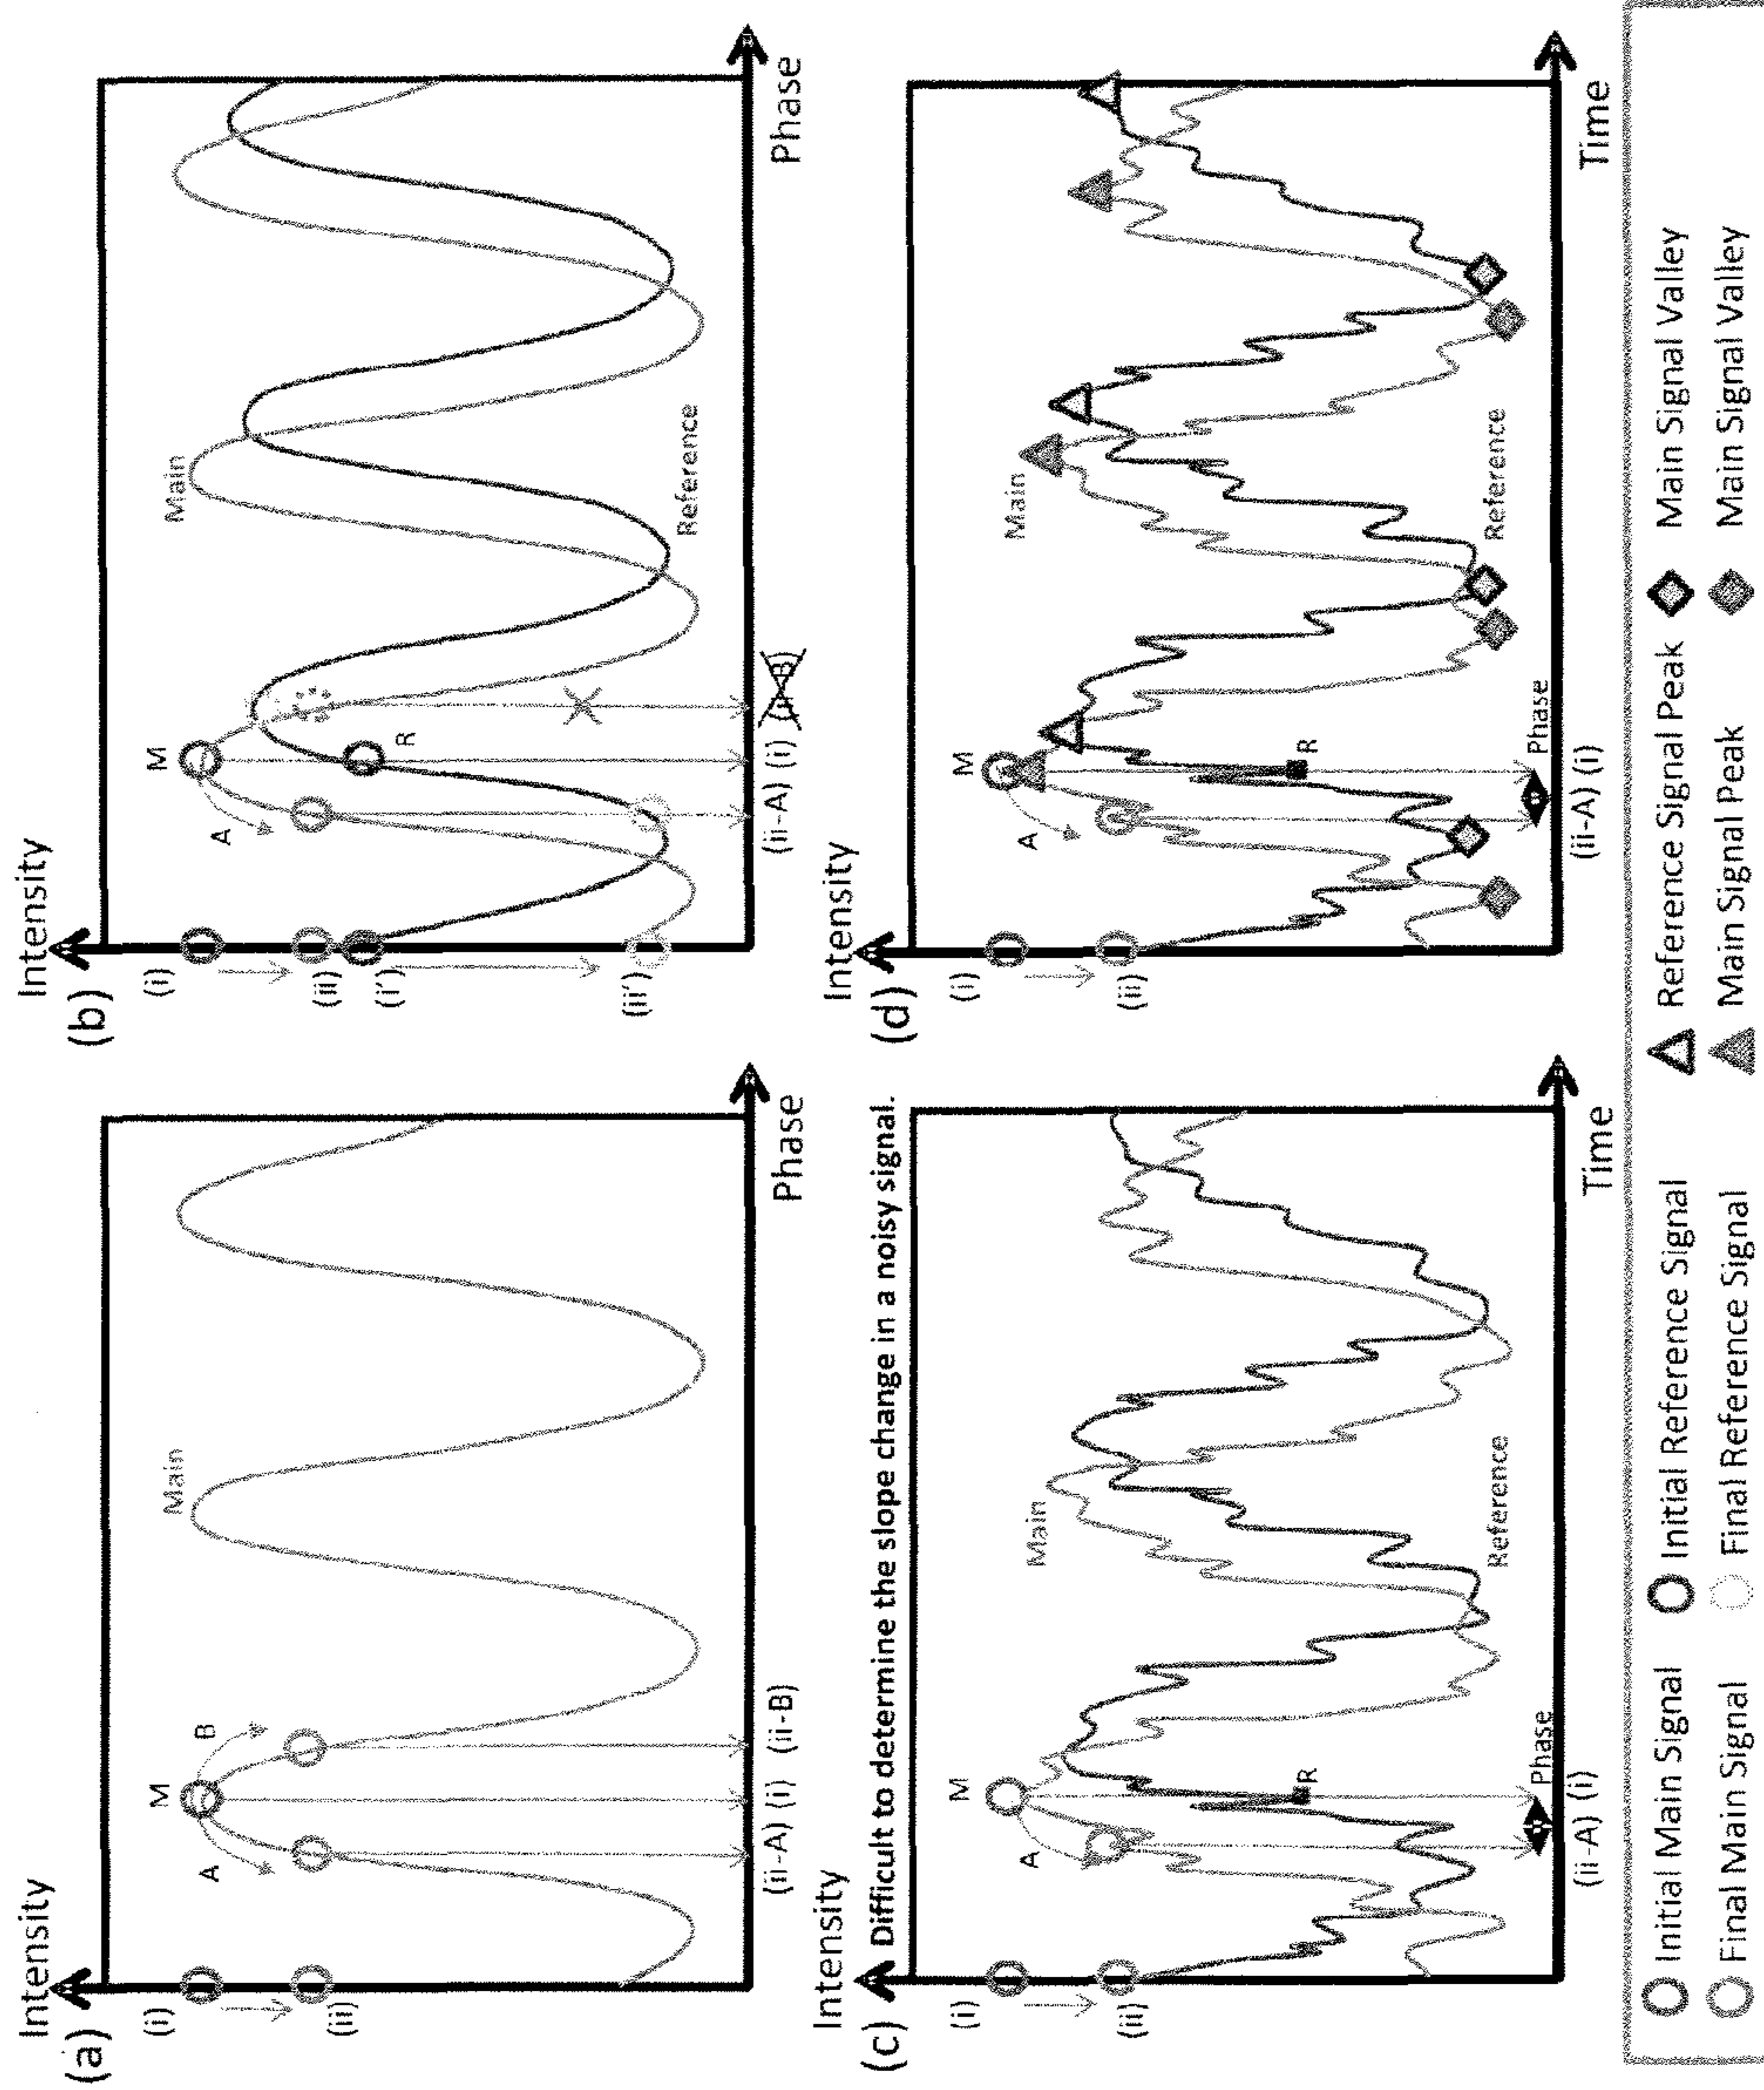 Intensity
(a)
(i)
(ii)
M
A
B
Main
(ii-A) (i) (ii-B)
Phase
Intensity
(b)
(i)
(ii)
(i')
(ii')
M
A
R
Main
Reference
(ii-A) (i)
Phase
Intensity
(c) Difficult to determine the slope change in a noisy signal.
(i)
(ii)
M
A
R
Main
Reference
Phase
(ii-A) (i)
Time
Intensity
(d)
(i)
(ii)
M
A
R
Main
Reference
Phase
(ii-A) (i)
Time
Initial Main Signal Initial Reference Signal Reference Signal Peak Main Signal Valley
Final Main Signal Final Reference Signal Main Signal Peak Main Signal Valley